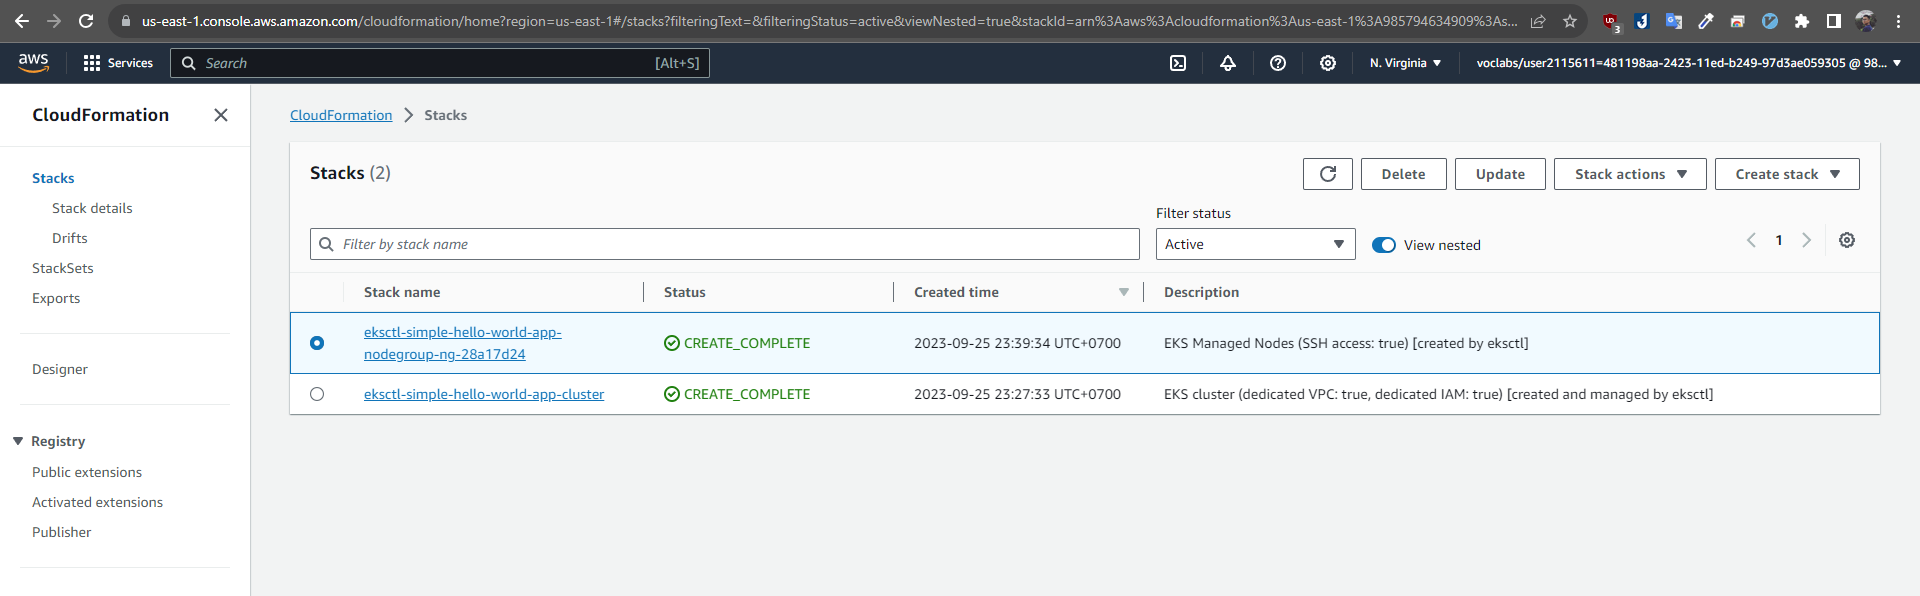 us-east-1.console.aws.amazon.com/cloudformation/home?region=us-east-1#/stacks?filteringText=&filteringStatus=active&viewNested=true&stackId=arn%3Aaws%3Acloudformation%3Aus-east-1%3A985794634909%3As...
3
aws
Services
Search
[Alt+S]
N. Virginia
voclabs/user2115611=481198aa-2423-11ed-b249-97d3ae059305 @ 98...
CloudFormation
Stacks
Stack details
Drifts
StackSets
Exports
Designer
Registry
Public extensions
Activated extensions
Publisher
CloudFormation > Stacks
Stacks (2)
Delete
Update
Stack actions
Create stack
Filter status
Filter by stack name
Active
View nested
1
Stack name Status Created time Description
eksctl-simple-hello-world-app-
nodegroup-ng-28a17d24
CREATE_COMPLETE
2023-09-25 23:39:34 UTC+0700
EKS Managed Nodes (SSH access: true) [created by eksctl]
eksctl-simple-hello-world-app-cluster
CREATE_COMPLETE
2023-09-25 23:27:33 UTC+0700
EKS cluster (dedicated VPC: true, dedicated IAM: true) [created and managed by eksctl]